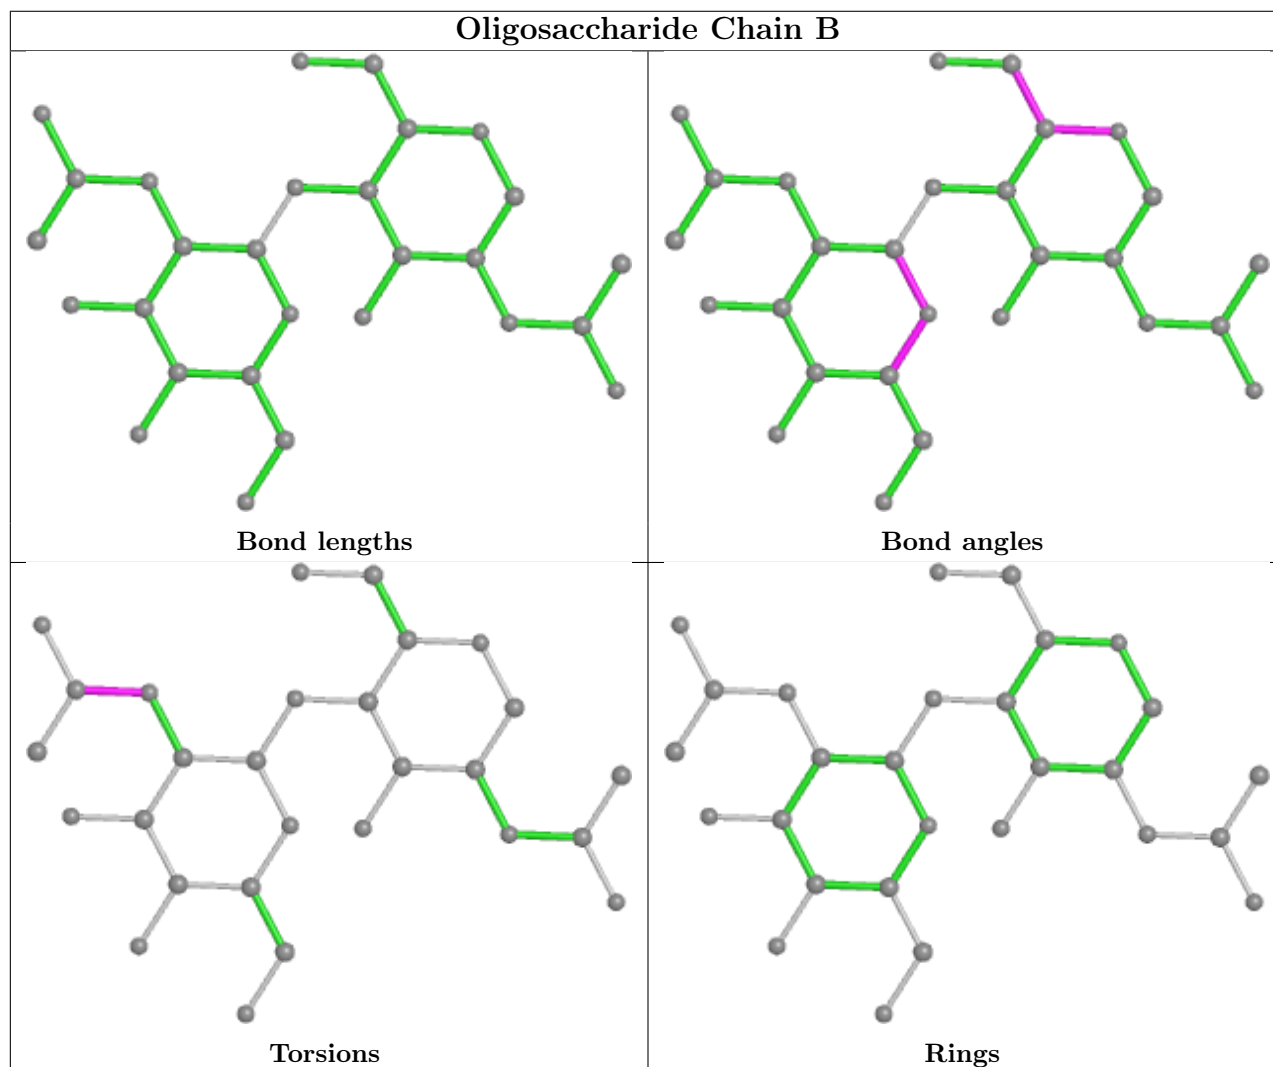 Oligosaccharide Chain B
Bond lengths
Bond angles
Torsions
Rings